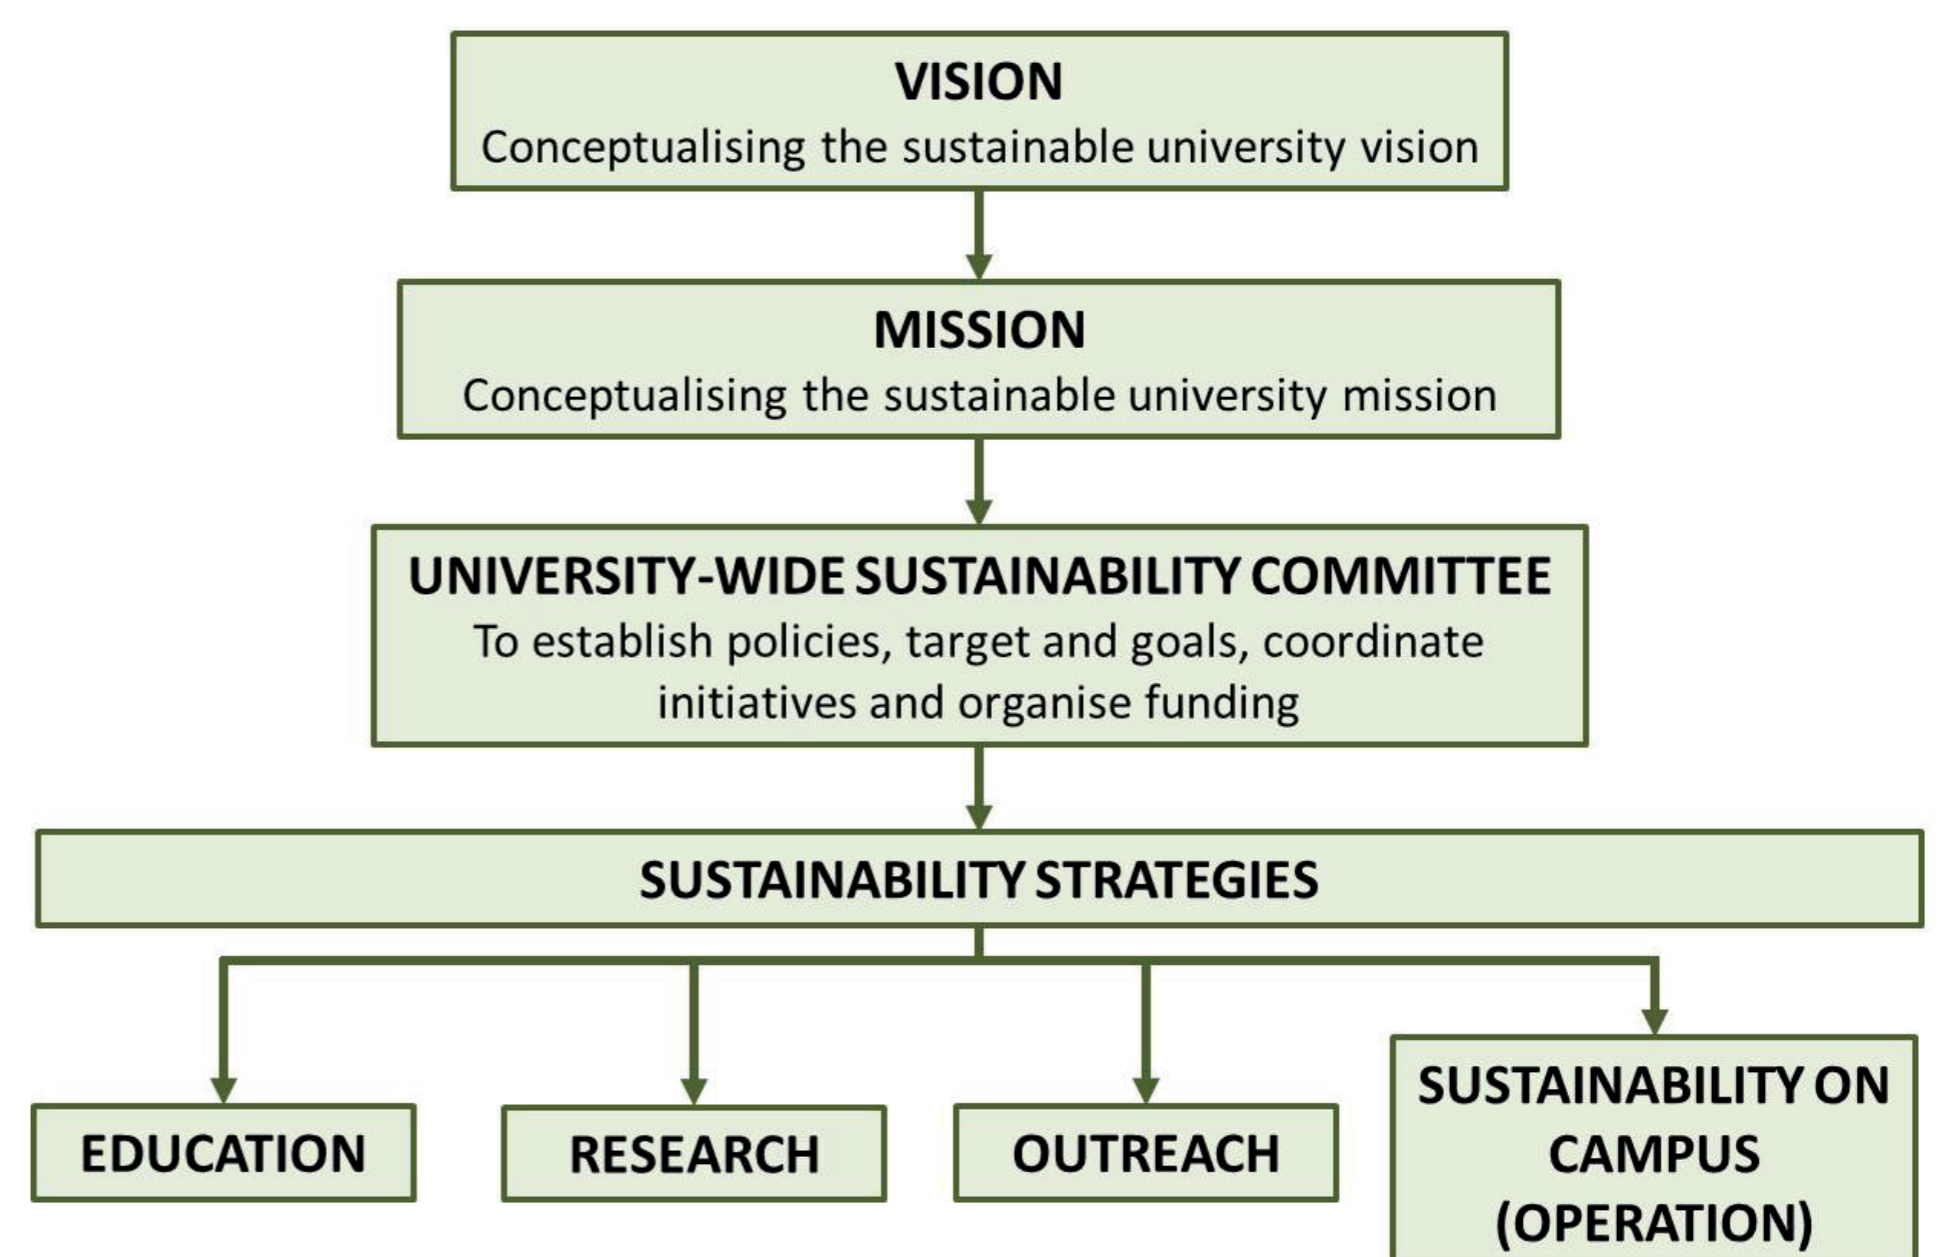 VISION
Conceptualising the sustainable university vision
MISSION
Conceptualising the sustainable university mission
UNIVERSITY-WIDE SUSTAINABILITY COMMITTEE
To establish policies, target and goals, coordinate
initiatives and organise funding
SUSTAINABILITY STRATEGIES
EDUCATION
RESEARCH
OUTREACH
SUSTAINABILITY ON
CAMPUS
(OPERATION)